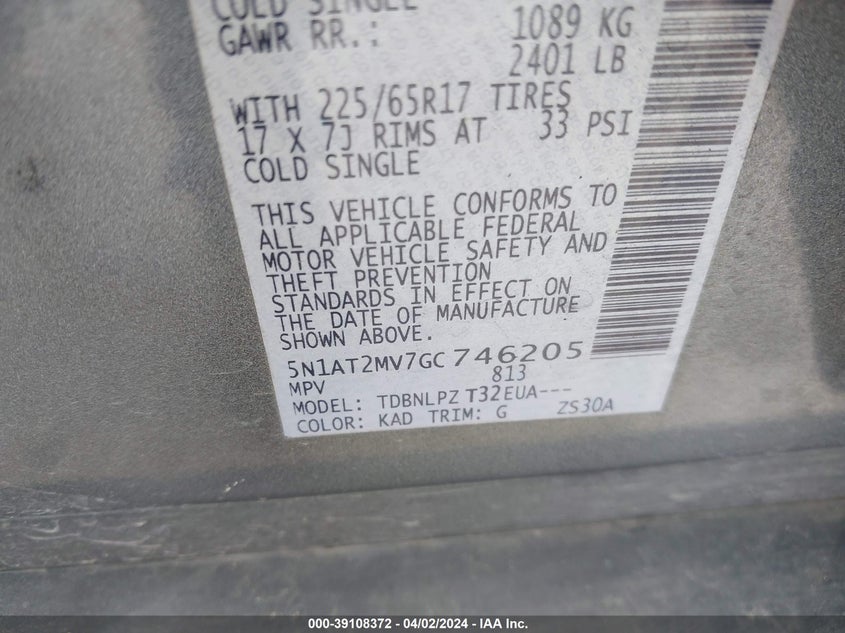 COLD SINGLE
GAWR RR.: 1089 KG
2401 LB
WITH 225/65R17 TIRES
17 X 7J RIMS AT 33 PSI
COLD SINGLE
THIS VEHICLE CONFORMS TO
ALL APPLICABLE FEDERAL
MOTOR VEHICLE SAFETY AND
THEFT PREVENTION
STANDARDS IN EFFECT ON
THE DATE OF MANUFACTURE
SHOWN ABOVE.
5N1AT2MV7GC746205
MPV 813
MODEL: TDBNLPZ T32EUA---
COLOR: KAD TRIM: G ZS30A
000-39108372 - 04/02/2024 - IAA Inc.